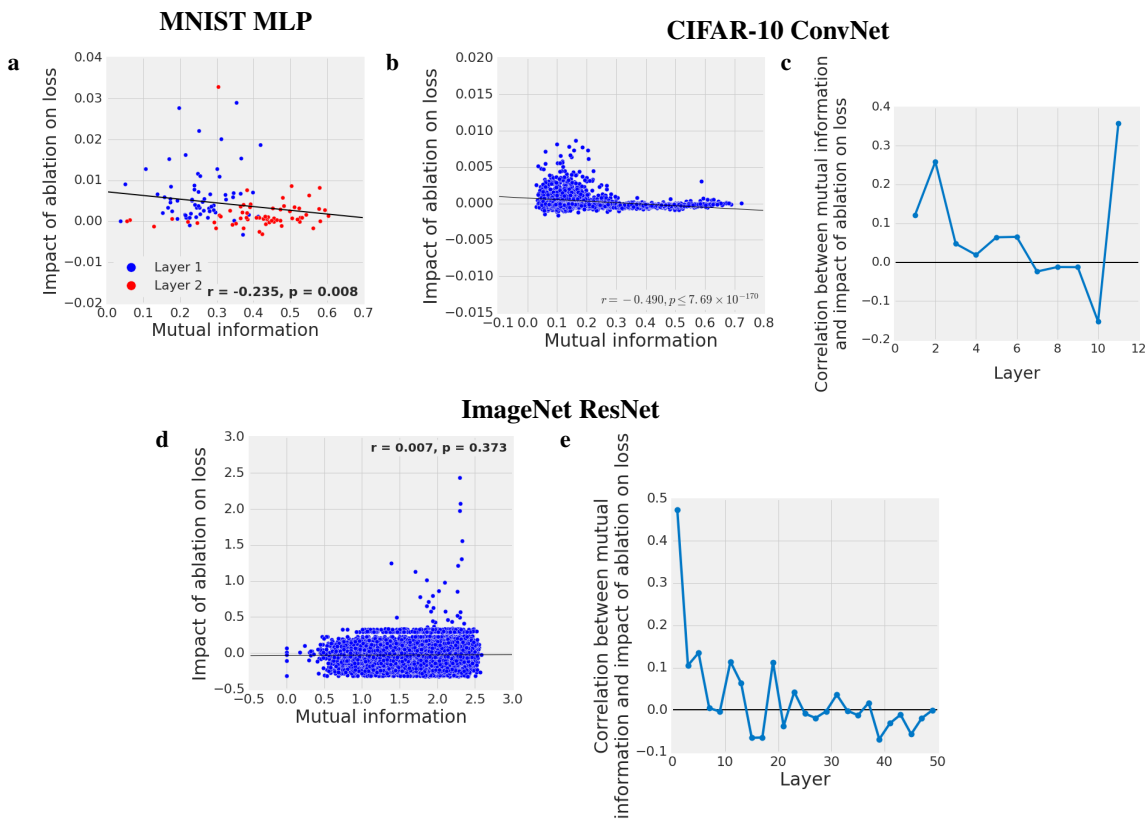 MNIST MLP
CIFAR-10 ConvNet
a
Impact of ablation on loss
0.04
0.03
0.02
0.01
0.00
−0.01
−0.02
0.0 0.1 0.2 0.3 0.4 0.5 0.6 0.7
Layer 1
Layer 2
r = -0.235, p = 0.008
Mutual information
b
Impact of ablation on loss
0.020
0.015
0.010
0.005
0.000
−0.005
−0.010
−0.015
−0.1 0.0 0.1 0.2 0.3 0.4 0.5 0.6 0.7 0.8
r = −0.490, p ≤ 7.69 × 10⁻¹⁷⁰
Mutual information
c
Correlation between mutual information
and impact of ablation on loss
0.4
0.3
0.2
0.1
0.0
−0.1
−0.2
0 2 4 6 8 10 12
Layer
ImageNet ResNet
d
Impact of ablation on loss
3.0
2.5
2.0
1.5
1.0
0.5
0.0
−0.5
−0.5 0.0 0.5 1.0 1.5 2.0 2.5 3.0
r = 0.007, p = 0.373
Mutual information
e
Correlation between mutual
information and impact of ablation on loss
0.5
0.4
0.3
0.2
0.1
0.0
−0.1
0 10 20 30 40 50
Layer